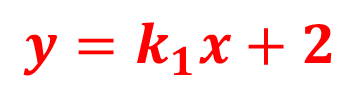 y = k₁x + 2